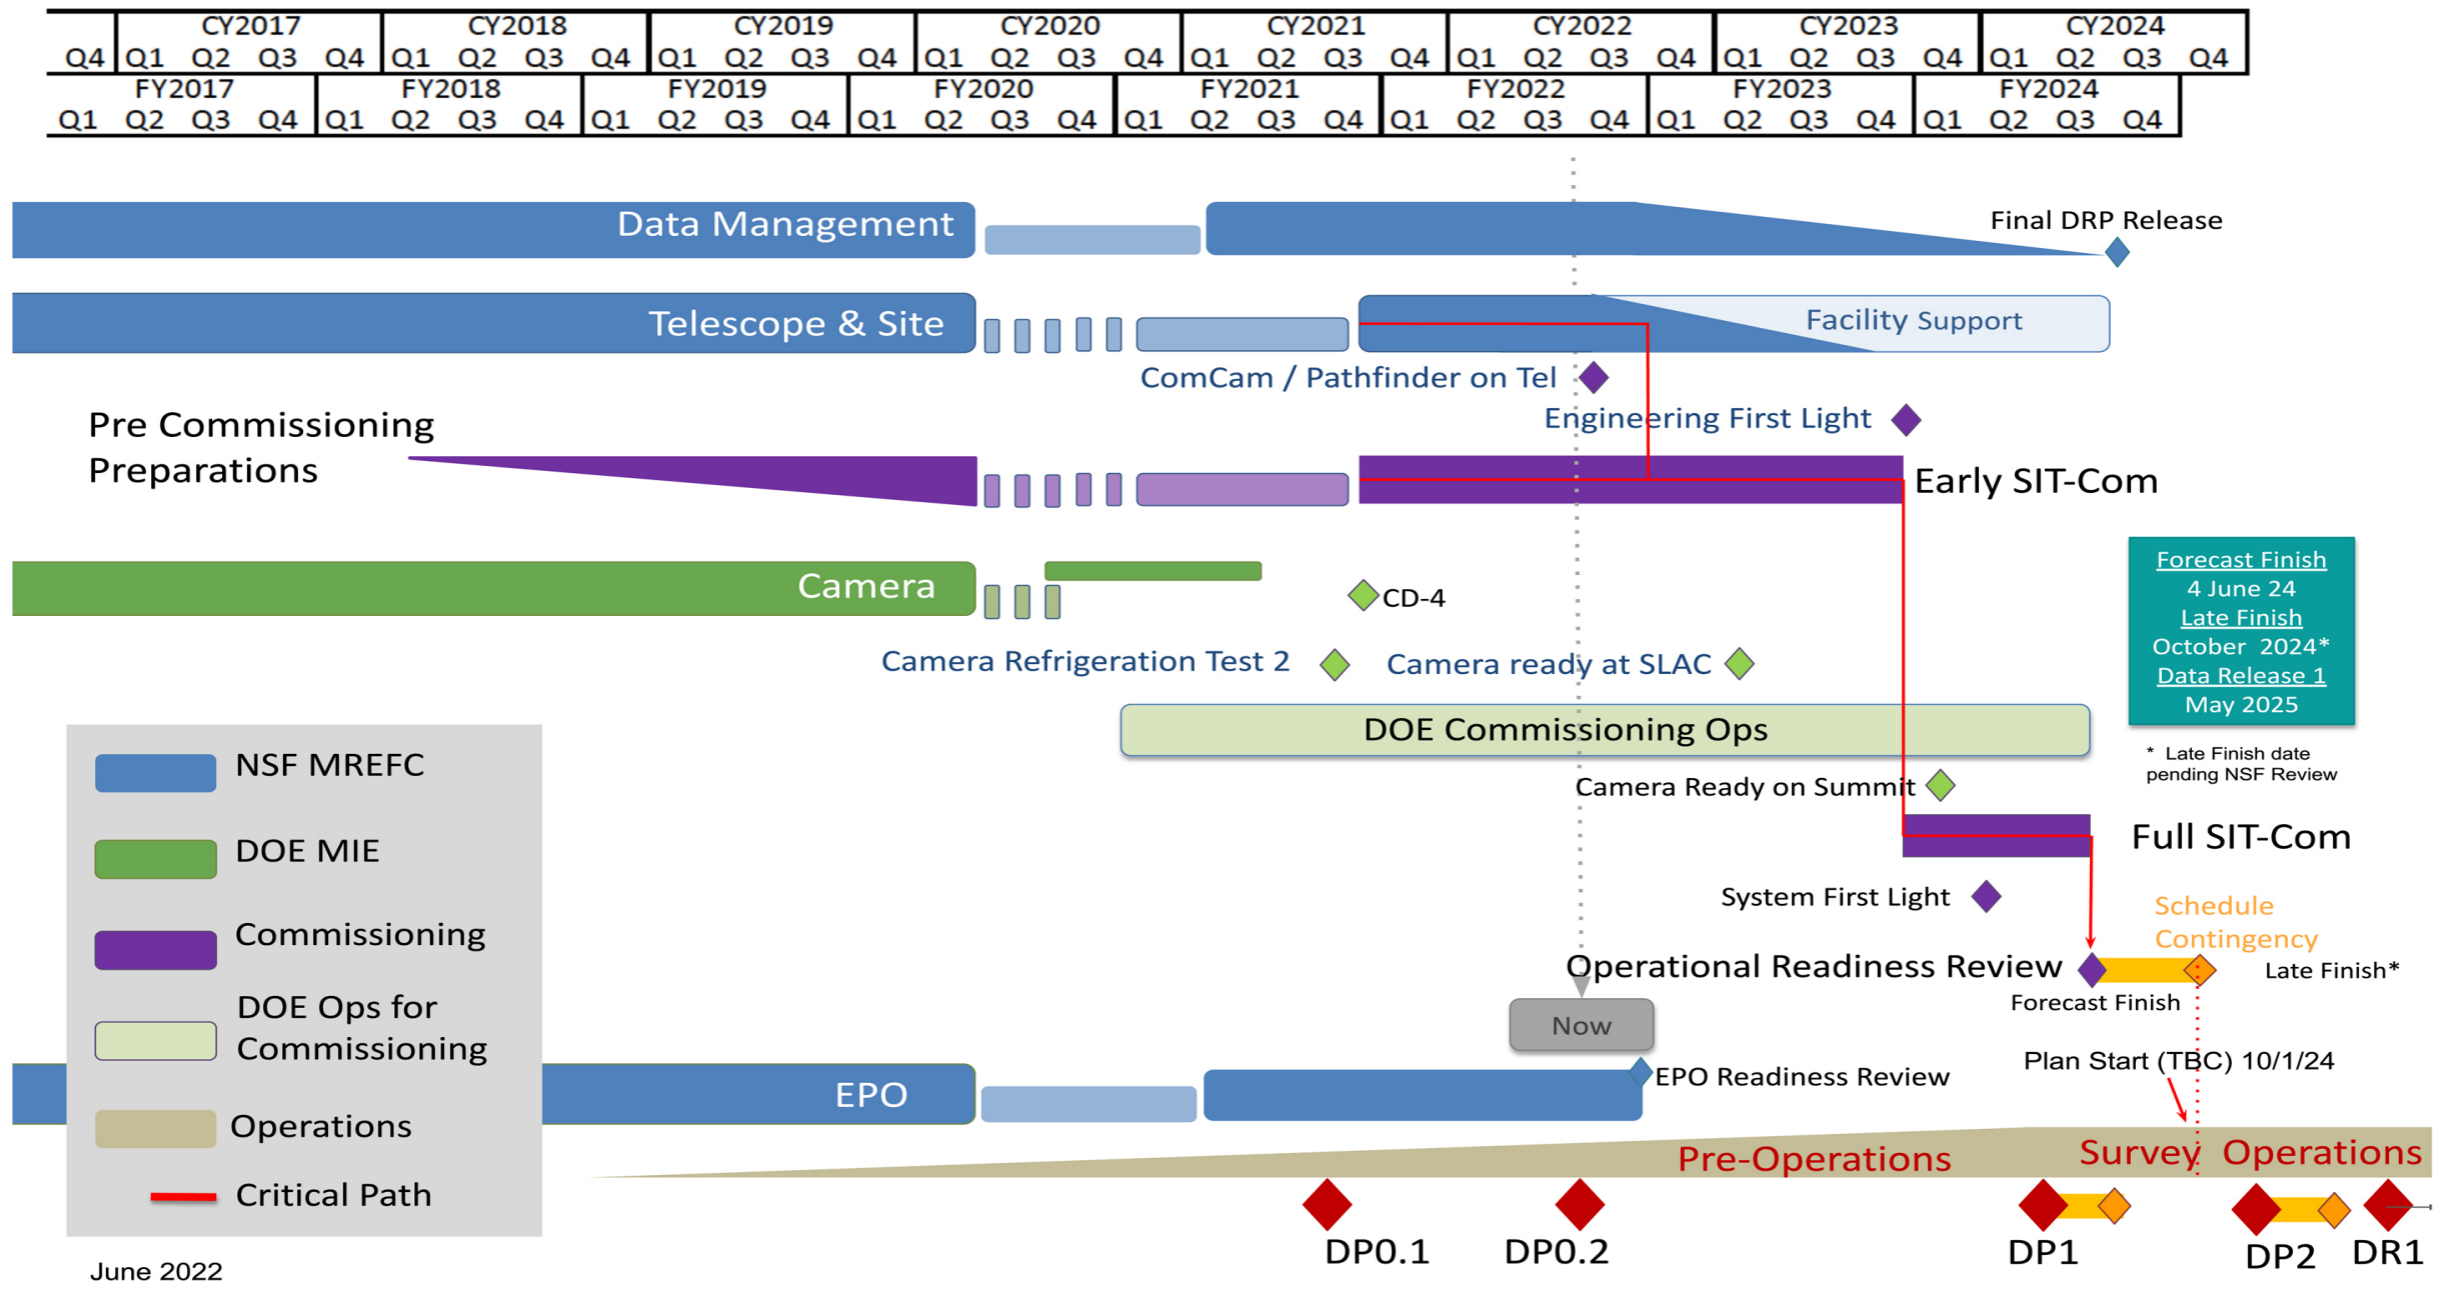 CY2017 CY2018 CY2019 CY2020 CY2021 CY2022 CY2023 CY2024
Q4 Q1 Q2 Q3 Q4 Q1 Q2 Q3 Q4 Q1 Q2 Q3 Q4 Q1 Q2 Q3 Q4 Q1 Q2 Q3 Q4 Q1 Q2 Q3 Q4 Q1 Q2 Q3 Q4 Q1 Q2 Q3 Q4
FY2017 FY2018 FY2019 FY2020 FY2021 FY2022 FY2023 FY2024
Q1 Q2 Q3 Q4 Q1 Q2 Q3 Q4 Q1 Q2 Q3 Q4 Q1 Q2 Q3 Q4 Q1 Q2 Q3 Q4 Q1 Q2 Q3 Q4 Q1 Q2 Q3 Q4 Q1 Q2 Q3 Q4
Data Management
Final DRP Release
Telescope & Site
Facility Support
ComCam / Pathfinder on Tel
Engineering First Light
Pre Commissioning
Preparations
Early SIT-Com
Camera
CD-4
Camera Refrigeration Test 2
Camera ready at SLAC
Forecast Finish
4 June 24
Late Finish
October 2024*
Data Release 1
May 2025
* Late Finish date
pending NSF Review
DOE Commissioning Ops
Camera Ready on Summit
Full SIT-Com
System First Light
Schedule
Contingency
Operational Readiness Review
Late Finish*
Forecast Finish
Now
Plan Start (TBC) 10/1/24
EPO
EPO Readiness Review
Pre-Operations
Survey Operations
DP0.1
DP0.2
DP1
DP2
DR1
NSF MREFC
DOE MIE
Commissioning
DOE Ops for
Commissioning
Operations
Critical Path
June 2022